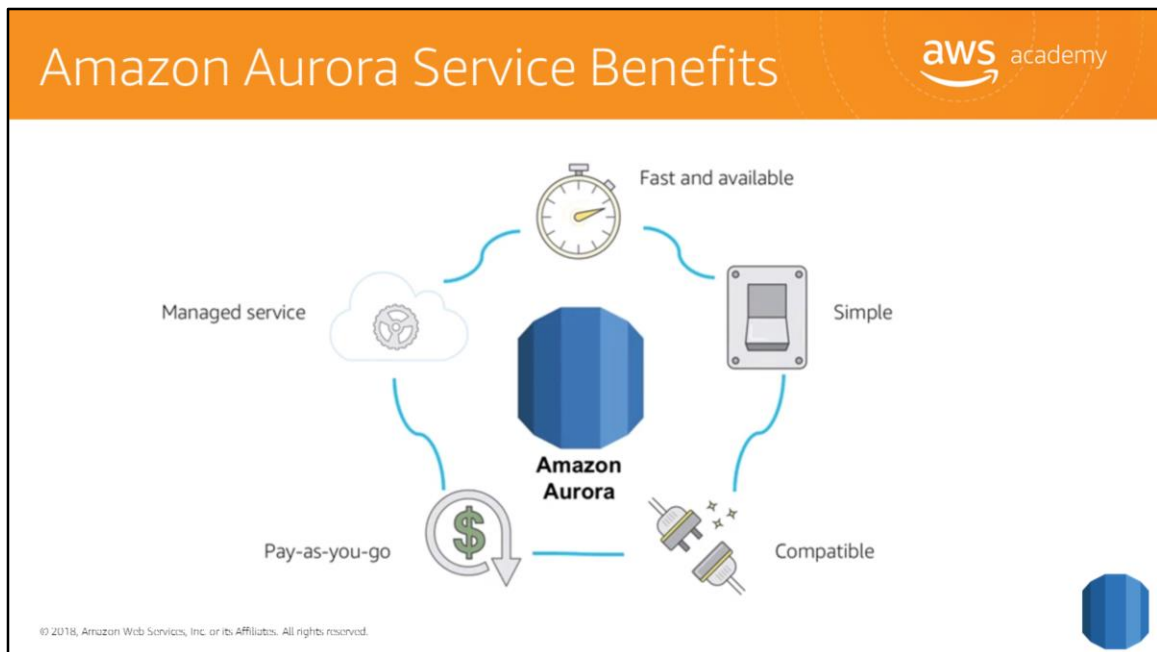 Amazon Aurora Service Benefits
aws academy
Fast and available
Managed service
Simple
Amazon
Aurora
$
Pay-as-you-go
Compatible
© 2018, Amazon Web Services, Inc. or its Affiliates. All rights reserved.